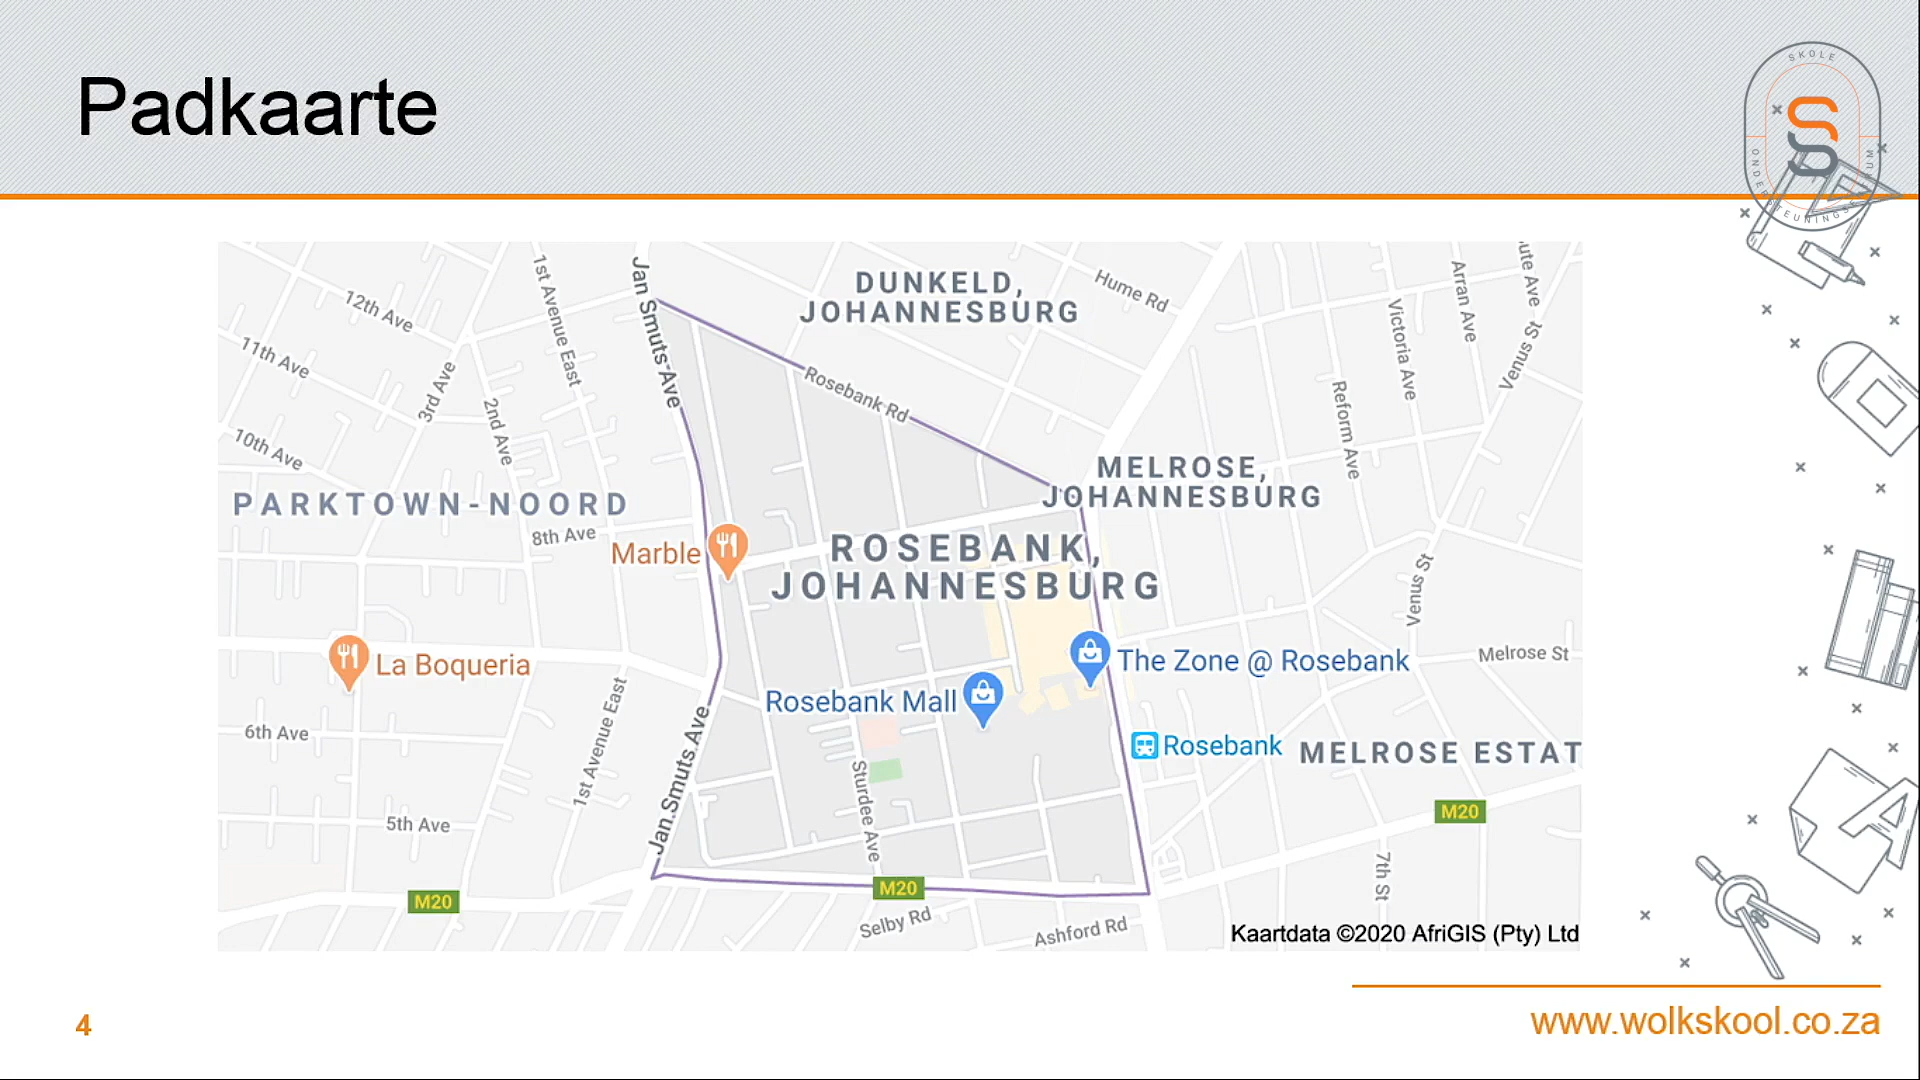 Padkaarte
SKOLE
ONDERSTEUNINGSENTRUM
DUNKELD,
JOHANNESBURG
Hume Rd
12th Ave
11th Ave
10th Ave
3rd Ave
2nd Ave
1st Avenue East
Jan Smuts Ave
Rosebank Rd
Arran Ave
Victoria Ave
Reform Ave
ute Ave
Venus St
MELROSE,
JOHANNESBURG
PARKTOWN-NOORD
8th Ave
Marble
ROSEBANK,
JOHANNESBURG
Venus St
La Boqueria
The Zone @ Rosebank
Melrose St
Rosebank Mall
6th Ave
1st Avenue East
Jan Smuts Ave
Rosebank
MELROSE ESTAT
Sturdee Ave
5th Ave
M20
M20
M20
7th St
Selby Rd
Ashford Rd
Kaartdata ©2020 AfriGIS (Pty) Ltd
4
www.wolkskool.co.za